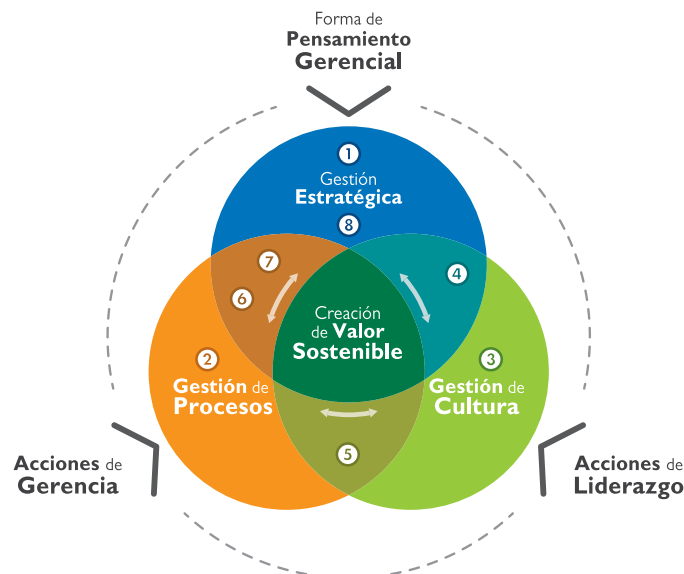 Forma de
Pensamiento
Gerencial
1
Gestión
Estratégica
8
7
4
6
Creación
de Valor
Sostenible
2
3
Gestión de
Procesos
Gestión de
Cultura
5
Acciones de
Gerencia
Acciones de
Liderazgo